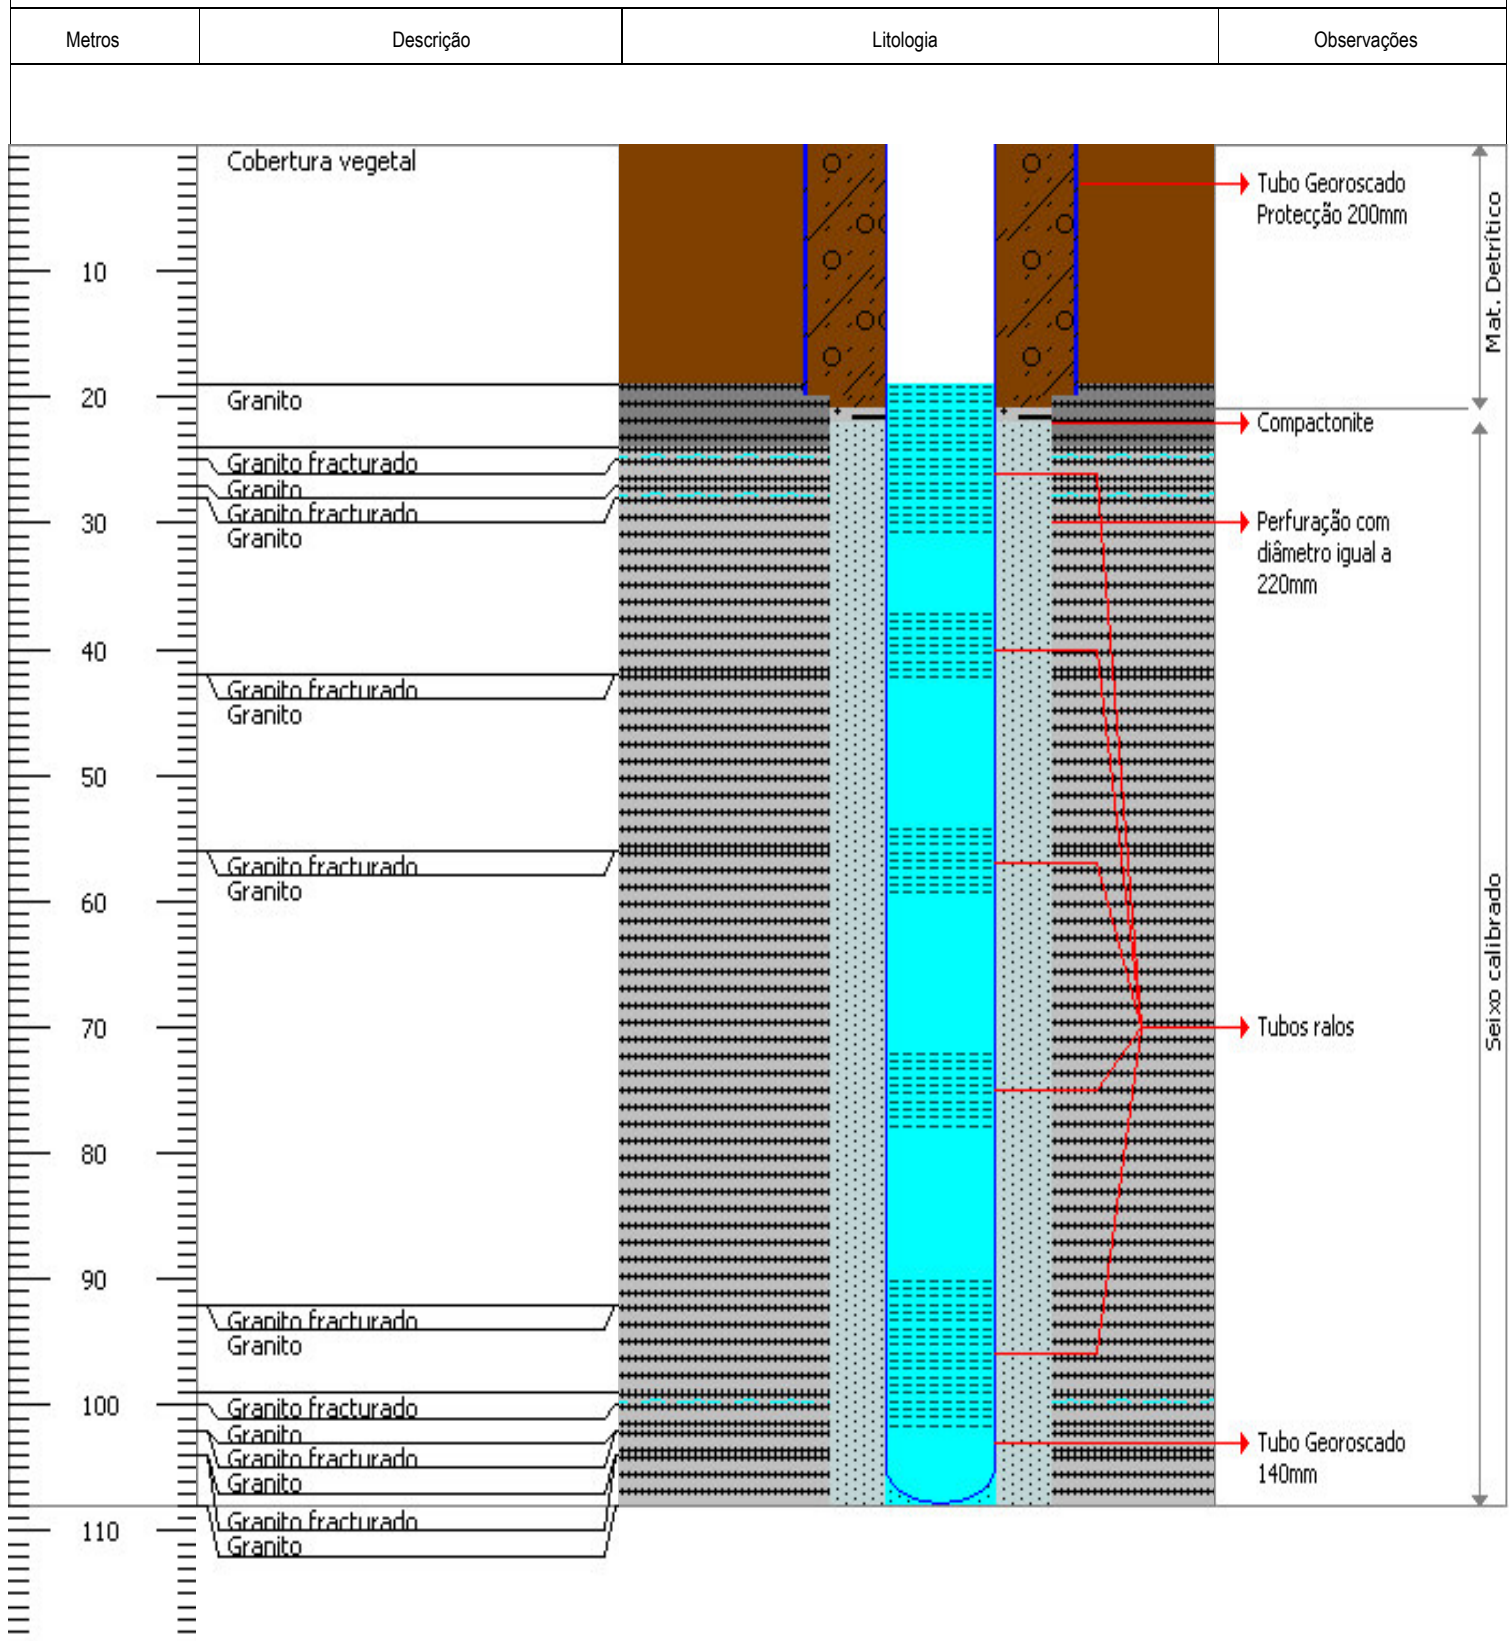 Metros
Descrição
Litologia
Observações
Cobertura vegetal
Granito
Granito fracturado
Granito
Granito fracturado
Granito
Granito fracturado
Granito
Granito fracturado
Granito
Granito fracturado
Granito
Granito fracturado
Granito
Granito fracturado
Granito
Granito fracturado
Granito
10
20
30
40
50
60
70
80
90
100
110
Tubo Georoscado
Protecção 200mm
Compactonite
Perfuração com
diâmetro igual a
220mm
Tubos ralos
Tubo Georoscado
140mm
Mat. Detrítico
Seixo calibrado